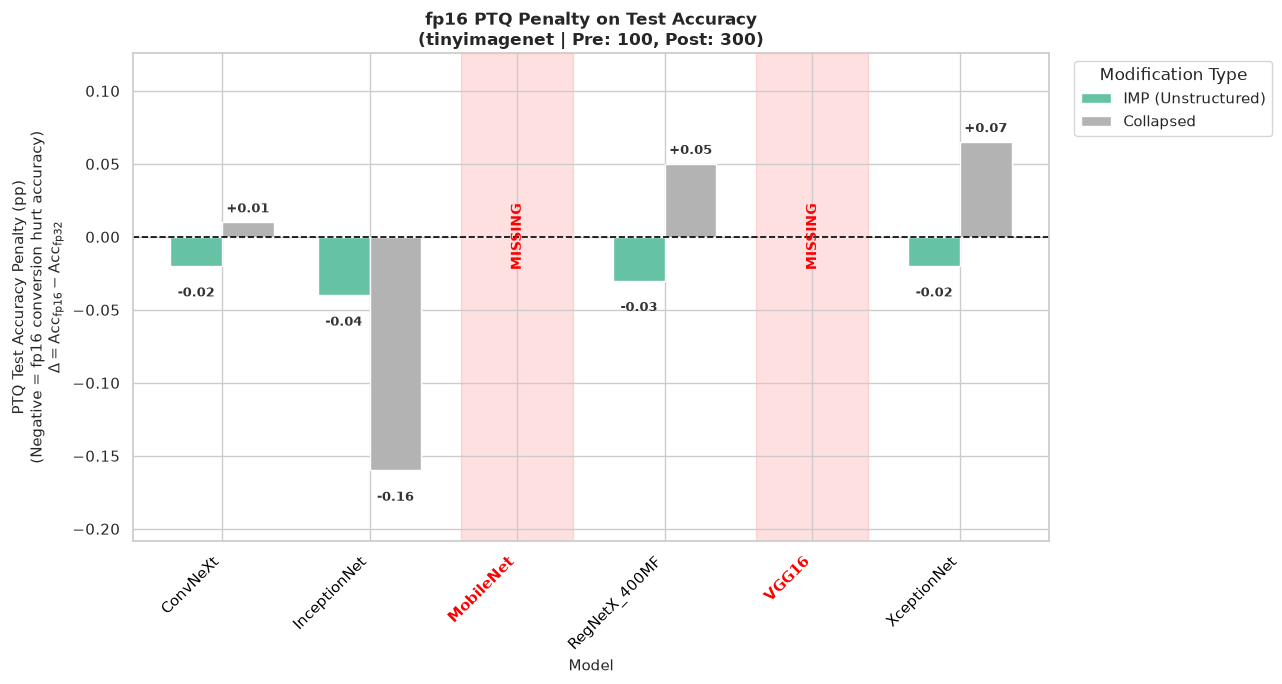 fp16 PTQ Penalty on Test Accuracy
(tinyimagenet | Pre: 100, Post: 300)
PTQ Test Accuracy Penalty (pp)
(Negative = fp16 conversion hurt accuracy)
Δ = Acc_fp16 − Acc_fp32
0.10
0.05
0.00
−0.05
−0.10
−0.15
−0.20
-0.02
+0.01
-0.04
-0.16
MISSING
-0.03
+0.05
MISSING
-0.02
+0.07
ConvNeXt
InceptionNet
MobileNet
RegNetX_400MF
VGG16
XceptionNet
Model
Modification Type
IMP (Unstructured)
Collapsed